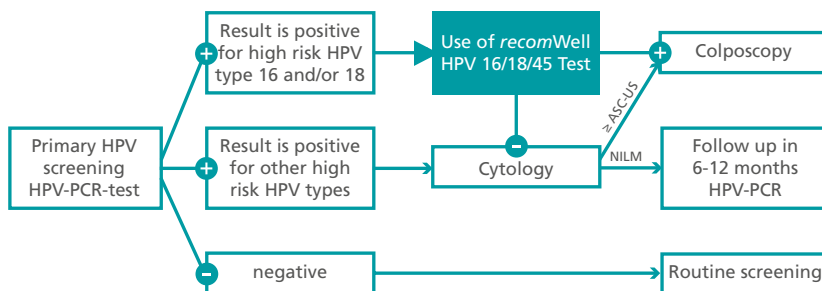 Primary HPV
screening
HPV-PCR-test
+
Result is positive
for high risk HPV
type 16 and/or 18
Use of recomWell
HPV 16/18/45 Test
+
Colposcopy
+
Result is positive
for other high
risk HPV types
–
Cytology
≥ ASC-US
NILM
Follow up in
6-12 months
HPV-PCR
–
negative
Routine screening